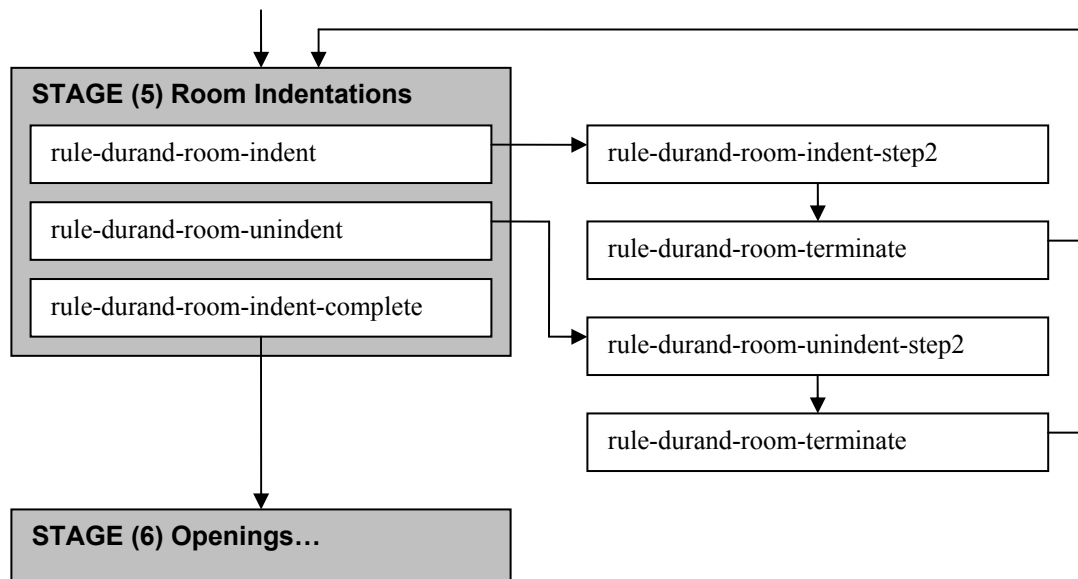 STAGE (5) Room Indentations
rule-durand-room-indent
rule-durand-room-unindent
rule-durand-room-indent-complete
rule-durand-room-indent-step2
rule-durand-room-terminate
rule-durand-room-unindent-step2
rule-durand-room-terminate
STAGE (6) Openings…